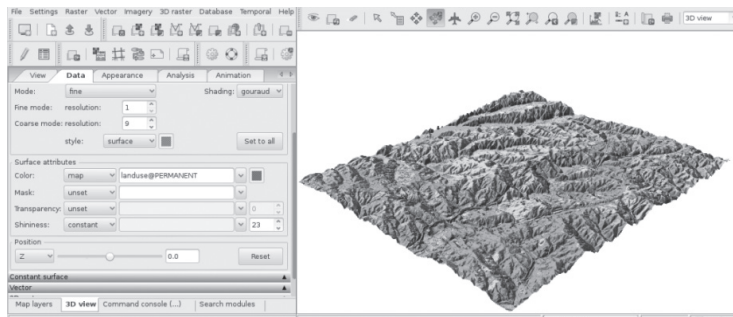 File Settings Raster Vector Imagery 3D raster Database Temporal Help
3D view
View Data Appearance Analysis Animation
Mode: fine Shading: gouraud
Fine mode: resolution: 1
Coarse mode: resolution: 9
style: surface Set to all
Surface attributes
Color: map landuse@PERMANENT
Mask: unset
Transparency: unset 0
Shininess: constant 23
Position
Z 0.0 Reset
Constant surface
Vector
Map layers 3D view Command console (...) Search modules